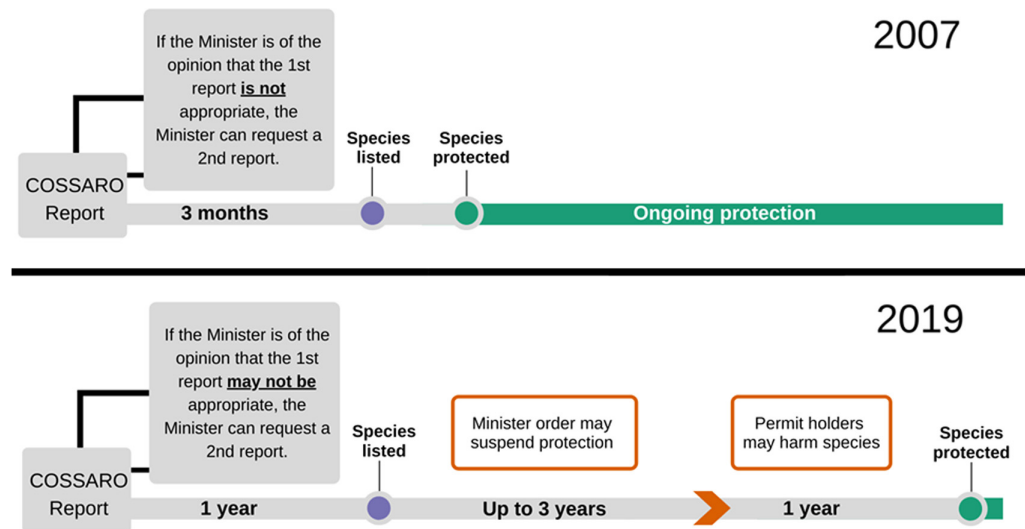 2007
If the Minister is of the
opinion that the 1st
report is not
appropriate, the
Minister can request a
2nd report.
Species
listed
Species
protected
COSSARO
Report
3 months
Ongoing protection
2019
If the Minister is of the
opinion that the 1st
report may not be
appropriate, the
Minister can request a
2nd report.
Species
listed
Minister order may
suspend protection
Permit holders
may harm species
Species
protected
COSSARO
Report
1 year
Up to 3 years
1 year